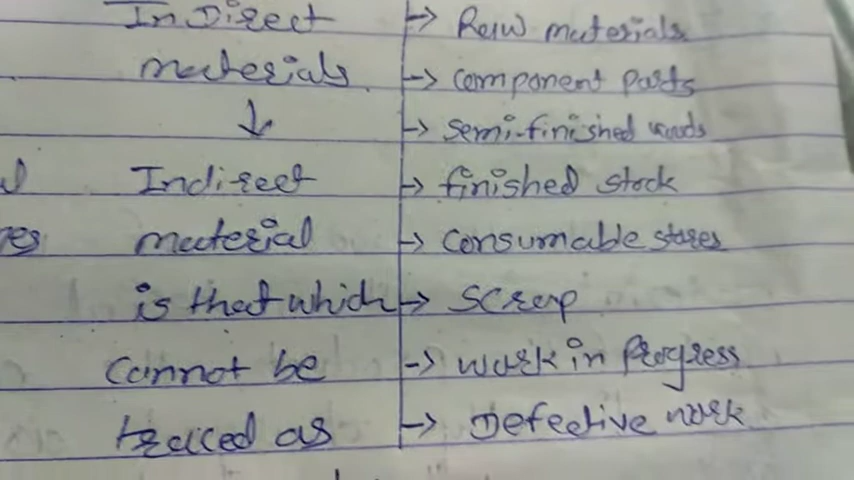 InDirect → Raw materials
materials → component parts
↓ → semi-finished goods
Indirect → finished stock
material → consumable stores
is that which → scrap
cannot be → work in Progress
traced as → Defective work